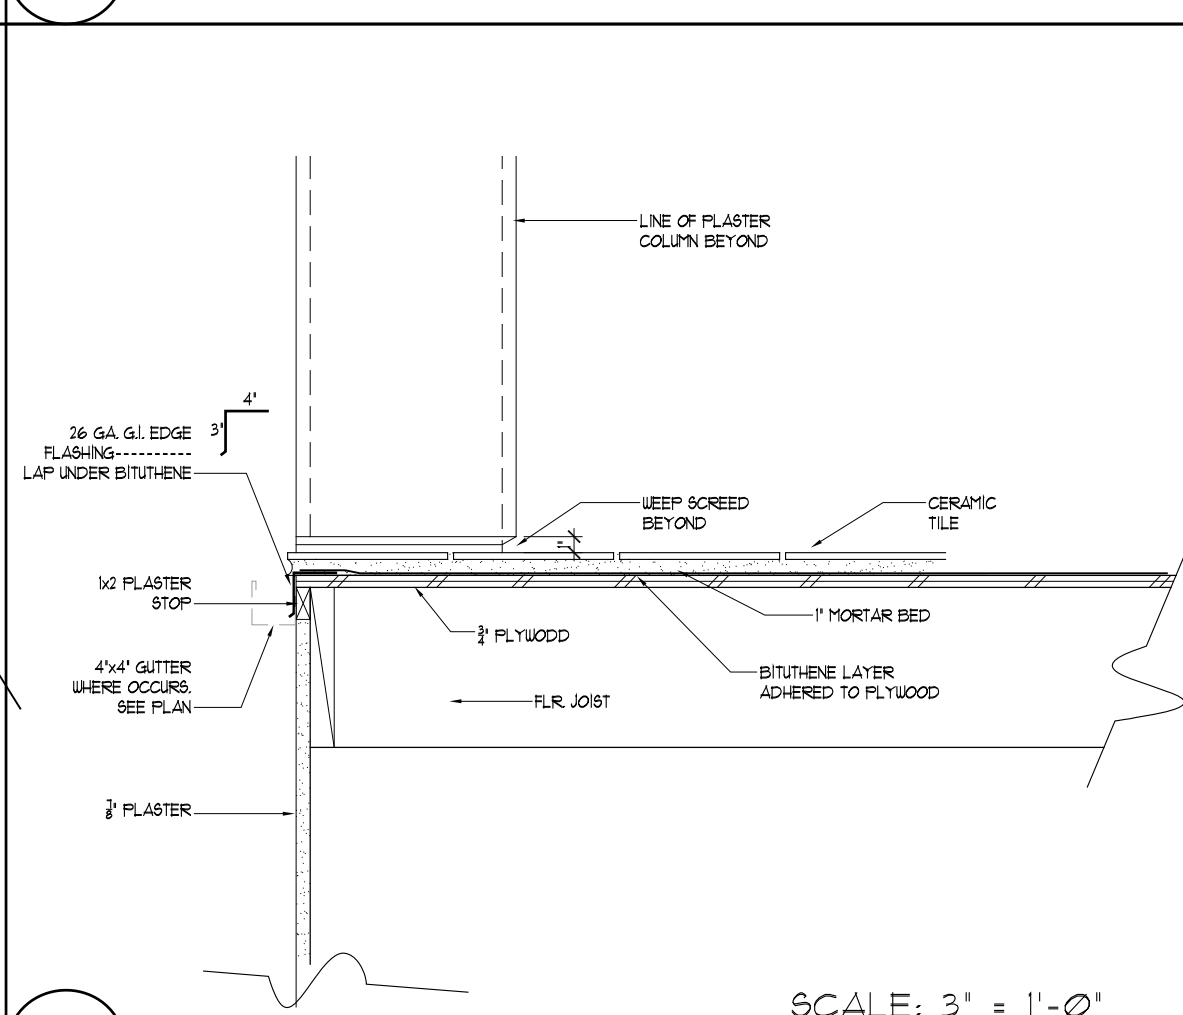 LINE OF PLASTER
COLUMN BEYOND
4"
3"
26 GA. G.I. EDGE
FLASHING
LAP UNDER BITUTHENE
WEEP SCREED
BEYOND
1"
CERAMIC
TILE
1x2 PLASTER
STOP
1" MORTAR BED
3/4" PLYWODD
4"x4" GUTTER
WHERE OCCURS.
SEE PLAN
BITUTHENE LAYER
ADHERED TO PLYWOOD
FLR. JOIST
7/8" PLASTER
SCALE: 3" = 1'-0"